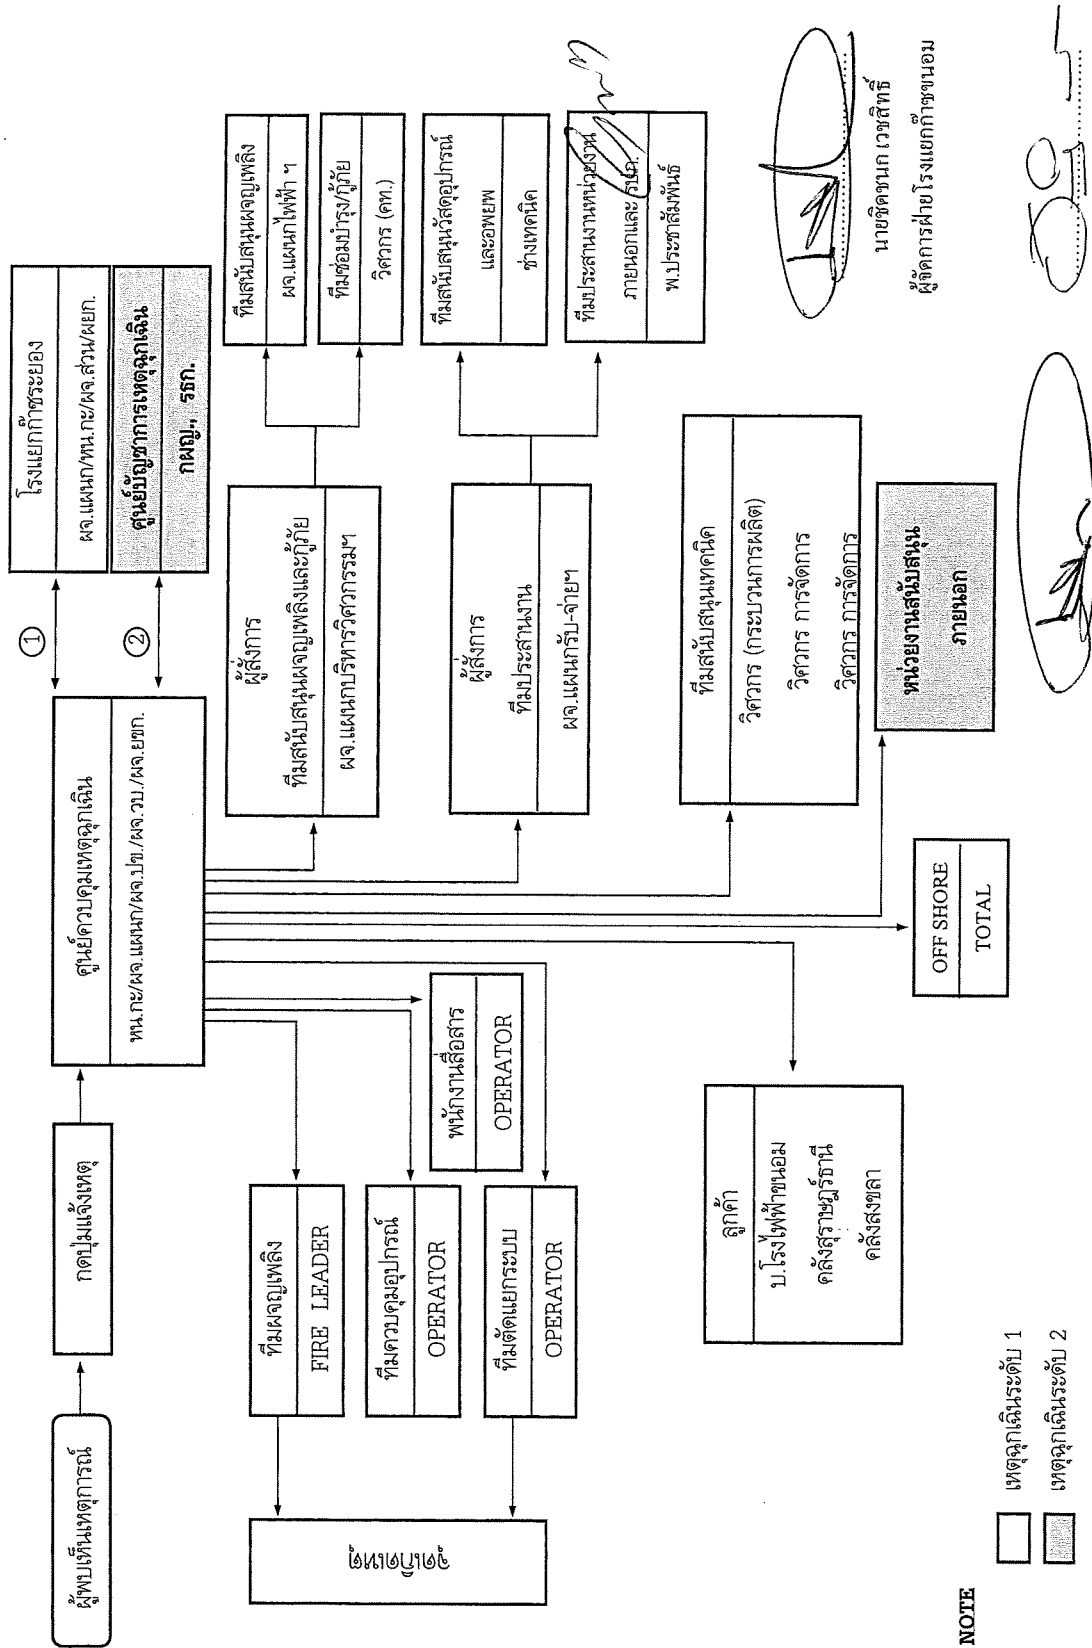 ผู้พบเห็นเหตุการณ์
กดปุ่มแจ้งเหตุ
ศูนย์ควบคุมเหตุฉุกเฉิน
หน.กะ/ผจ.แผนก/ผจ.ปข./ผจ.วบ./ผจ.ยขก.
①
โรงแยกก๊าซระยอง
ผจ.แผนก/หน.กะ/ผจ.ส่วน/ผยก.
②
ศูนย์บัญชาการเหตุฉุกเฉิน
กผญ., รธก.
จุดเกิดเหตุ
ทีมผจญเพลิง
FIRE LEADER
ทีมควบคุมอุปกรณ์
OPERATOR
ทีมตัดแยกระบบ
OPERATOR
พนักงานสื่อสาร
OPERATOR
ผู้สั่งการ
ทีมสนับสนุนผจญเพลิงและกู้ภัย
ผจ.แผนกบริหารวิศวกรรมฯ
ทีมสนับสนุนผจญเพลิง
ผจ.แผนกไฟฟ้า ฯ
ทีมซ่อมบำรุง/กู้ภัย
วิศวกร (คท.)
ผู้สั่งการ
ทีมประสานงาน
ผจ.แผนกรับ-จ่ายฯ
ทีมสนับสนุนวัสดุอุปกรณ์
และอพยพ
ช่างเทคนิค
ทีมประสานงานหน่วยงาน
ภายนอกและ รปภ.
พ.ประชาสัมพันธ์
ลูกค้า
บ.โรงไฟฟ้าขนอม
คลังสุราษฎร์ธานี
คลังสงขลา
OFF SHORE
TOTAL
ทีมสนับสนุนเทคนิค
วิศวกร (กระบวนการผลิต)
วิศวกร การจัดการ
วิศวกร การจัดการ
หน่วยงานสนับสนุน
ภายนอก
นายชิดชนก เวชสิทธิ์
ผู้จัดการฝ่ายโรงแยกก๊าซขนอม
NOTE
เหตุฉุกเฉินระดับ 1
เหตุฉุกเฉินระดับ 2